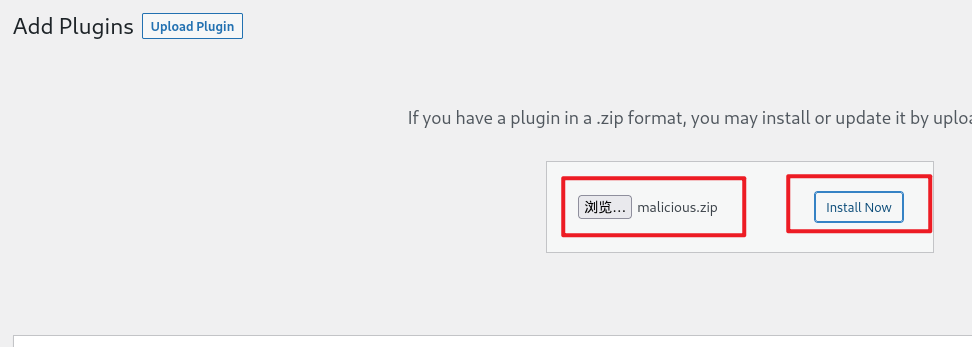 Add Plugins Upload Plugin
If you have a plugin in a .zip format, you may install or update it by uploa
浏览... malicious.zip Install Now